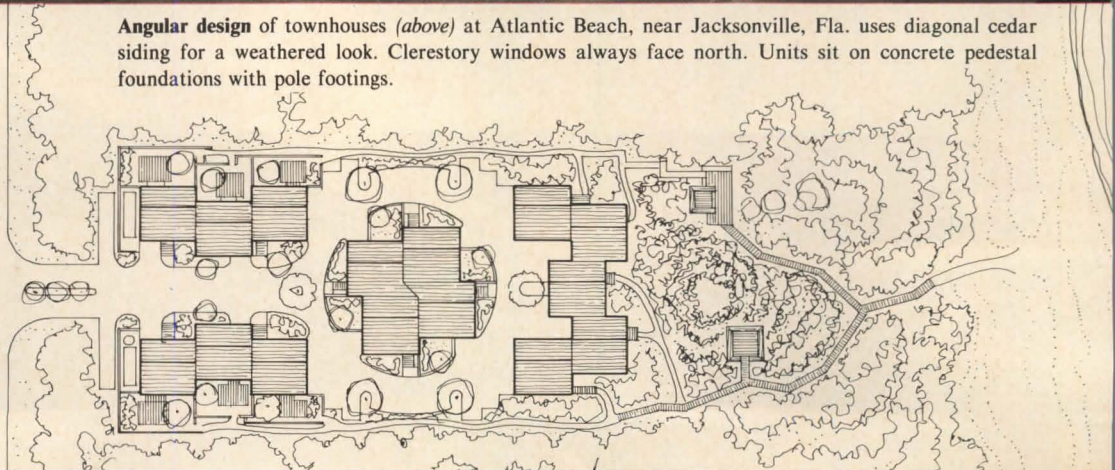 Angular design of townhouses (above) at Atlantic Beach, near Jacksonville, Fla. uses diagonal cedar
siding for a weathered look. Clerestory windows always face north. Units sit on concrete pedestal
foundations with pole footings.